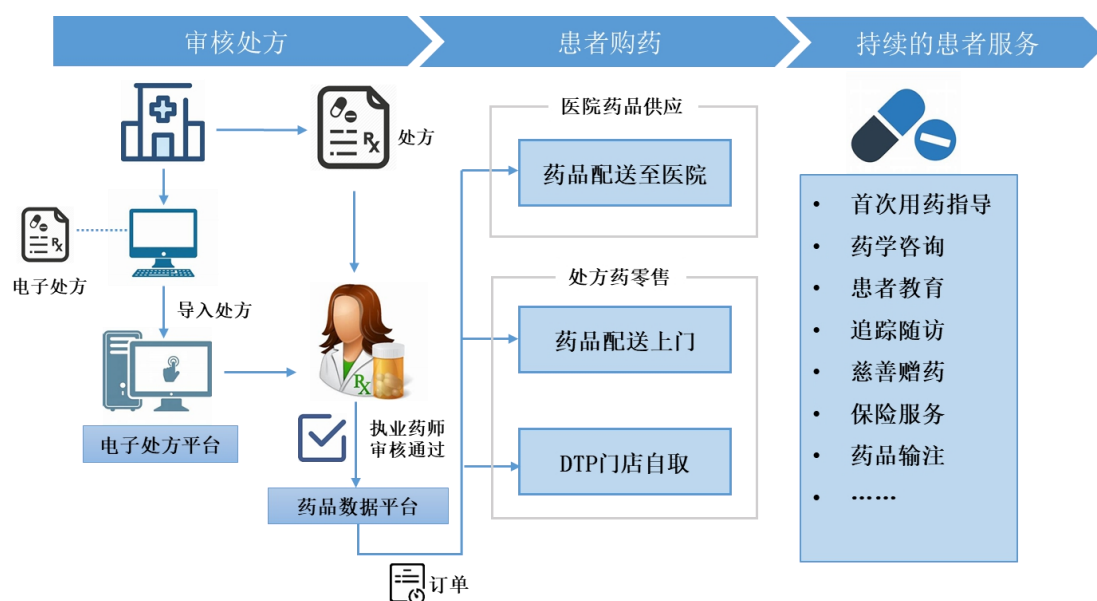 审核处方
患者购药
持续的患者服务
处方
Rx
Rx
电子处方
导入处方
电子处方平台
Rx
执业药师
审核通过
药品数据平台
订单
医院药品供应
药品配送至医院
处方药零售
药品配送上门
DTP门店自取
• 首次用药指导
• 药学咨询
• 患者教育
• 追踪随访
• 慈善赠药
• 保险服务
• 药品输注
• ……